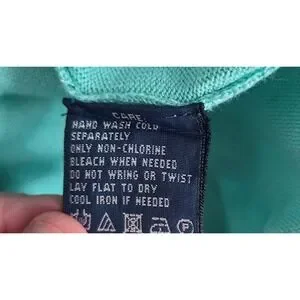 CARE:
HAND WASH COLD
SEPARATELY
ONLY NON-CHLORINE
BLEACH WHEN NEEDED
DO NOT WRING OR TWIST
LAY FLAT TO DRY
COOL IRON IF NEEDED
P